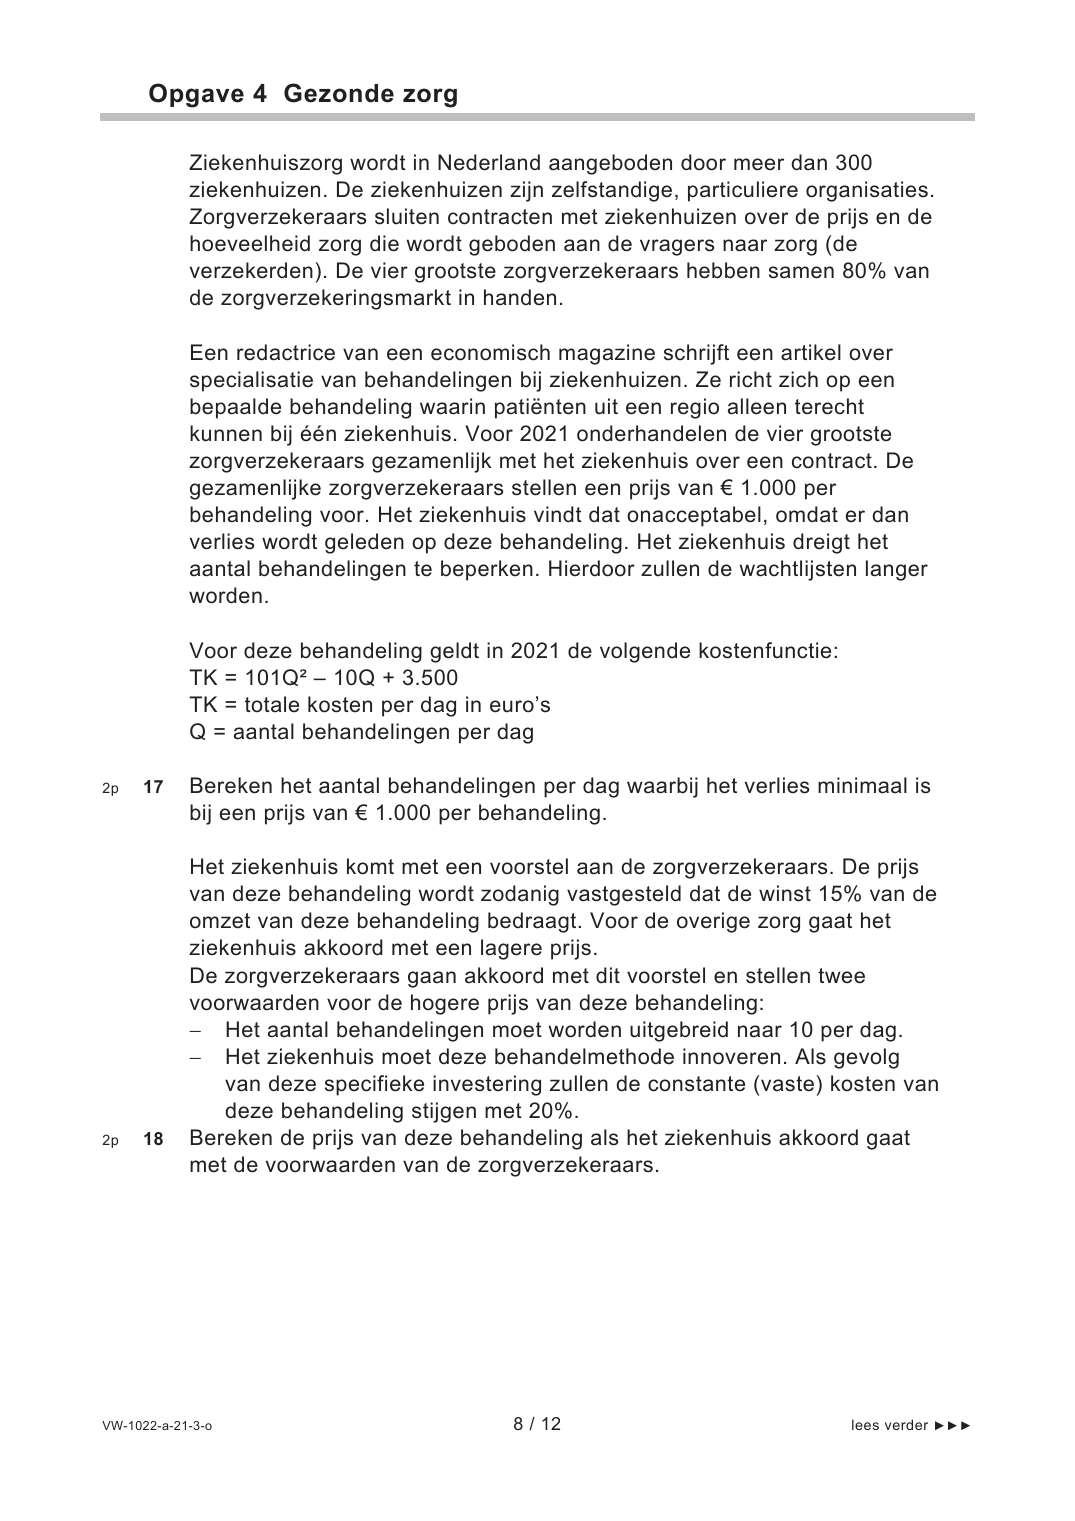 Opgave 4 Gezonde zorg
Ziekenhuiszorg wordt in Nederland aangeboden door meer dan 300
ziekenhuizen. De ziekenhuizen zijn zelfstandige, particuliere organisaties.
Zorgverzekeraars sluiten contracten met ziekenhuizen over de prijs en de
hoeveelheid zorg die wordt geboden aan de vragers naar zorg (de
verzekerden). De vier grootste zorgverzekeraars hebben samen 80% van
de zorgverzekeringsmarkt in handen.
Een redactrice van een economisch magazine schrijft een artikel over
specialisatie van behandelingen bij ziekenhuizen. Ze richt zich op een
bepaalde behandeling waarin patiënten uit een regio alleen terecht
kunnen bij één ziekenhuis. Voor 2021 onderhandelen de vier grootste
zorgverzekeraars gezamenlijk met het ziekenhuis over een contract. De
gezamenlijke zorgverzekeraars stellen een prijs van € 1.000 per
behandeling voor. Het ziekenhuis vindt dat onacceptabel, omdat er dan
verlies wordt geleden op deze behandeling. Het ziekenhuis dreigt het
aantal behandelingen te beperken. Hierdoor zullen de wachtlijsten langer
worden.
Voor deze behandeling geldt in 2021 de volgende kostenfunctie:
TK = 101Q² – 10Q + 3.500
TK = totale kosten per dag in euro’s
Q = aantal behandelingen per dag
2p 17 Bereken het aantal behandelingen per dag waarbij het verlies minimaal is
bij een prijs van € 1.000 per behandeling.
Het ziekenhuis komt met een voorstel aan de zorgverzekeraars. De prijs
van deze behandeling wordt zodanig vastgesteld dat de winst 15% van de
omzet van deze behandeling bedraagt. Voor de overige zorg gaat het
ziekenhuis akkoord met een lagere prijs.
De zorgverzekeraars gaan akkoord met dit voorstel en stellen twee
voorwaarden voor de hogere prijs van deze behandeling:
– Het aantal behandelingen moet worden uitgebreid naar 10 per dag.
– Het ziekenhuis moet deze behandelmethode innoveren. Als gevolg
van deze specifieke investering zullen de constante (vaste) kosten van
deze behandeling stijgen met 20%.
2p 18 Bereken de prijs van deze behandeling als het ziekenhuis akkoord gaat
met de voorwaarden van de zorgverzekeraars.
VW-1022-a-21-3-o 8 / 12 lees verder ►►►